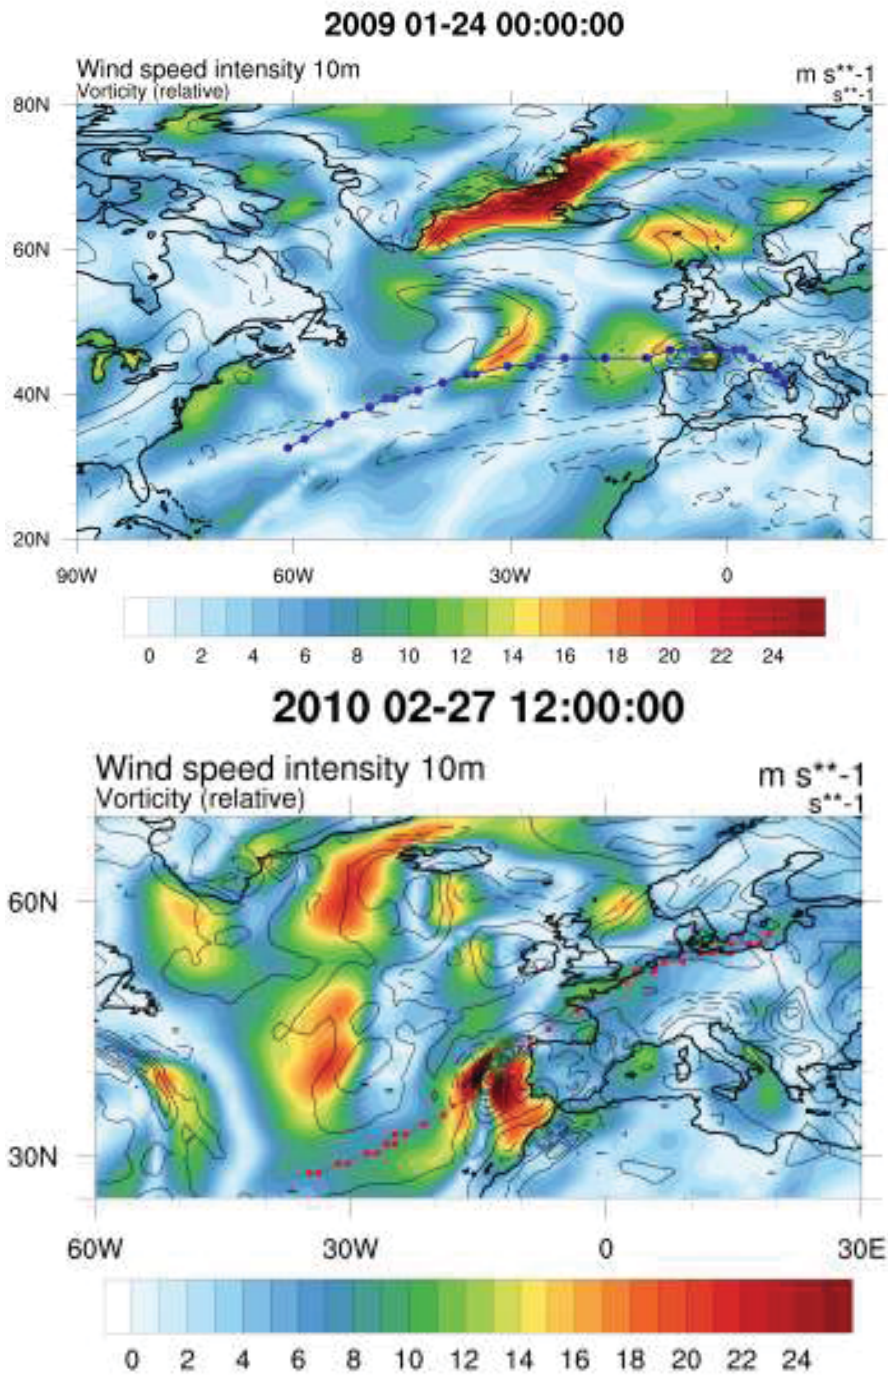 2009 01-24 00:00:00
Wind speed intensity 10m m s**-1
Vorticity (relative) s**-1
80N
60N
40N
20N
90W 60W 30W 0
0 2 4 6 8 10 12 14 16 18 20 22 24
2010 02-27 12:00:00
Wind speed intensity 10m m s**-1
Vorticity (relative) s**-1
60N
30N
60W 30W 0 30E
0 2 4 6 8 10 12 14 16 18 20 22 24